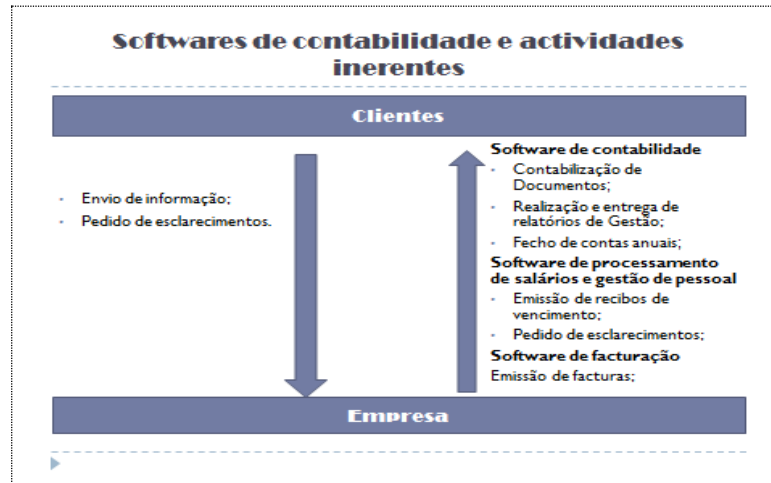 Softwares de contabilidade e actividades
inerentes
Clientes
- Envio de informação;
- Pedido de esclarecimentos.
Software de contabilidade
- Contabilização de
Documentos;
- Realização e entrega de
relatórios de Gestão;
- Fecho de contas anuais;
Software de processamento
de salários e gestão de pessoal
- Emissão de recibos de
vencimento;
- Pedido de esclarecimentos;
Software de facturação
Emissão de facturas;
Empresa